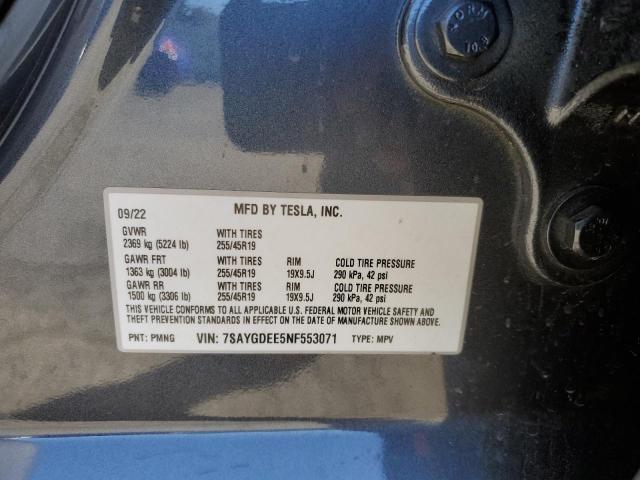 09/22 MFD BY TESLA, INC.
GVWR WITH TIRES
2369 kg (5224 lb) 255/45R19
GAWR FRT WITH TIRES RIM COLD TIRE PRESSURE
1363 kg (3004 lb) 255/45R19 19X9.5J 290 kPa, 42 psi
GAWR RR WITH TIRES RIM COLD TIRE PRESSURE
1500 kg (3306 lb) 255/45R19 19X9.5J 290 kPa, 42 psi
THIS VEHICLE CONFORMS TO ALL APPLICABLE U.S. FEDERAL MOTOR VEHICLE SAFETY AND
THEFT PREVENTION STANDARDS IN EFFECT ON THE DATE OF MANUFACTURE SHOWN ABOVE.
PNT: PMNG VIN: 7SAYGDEE5NF553071 TYPE: MPV